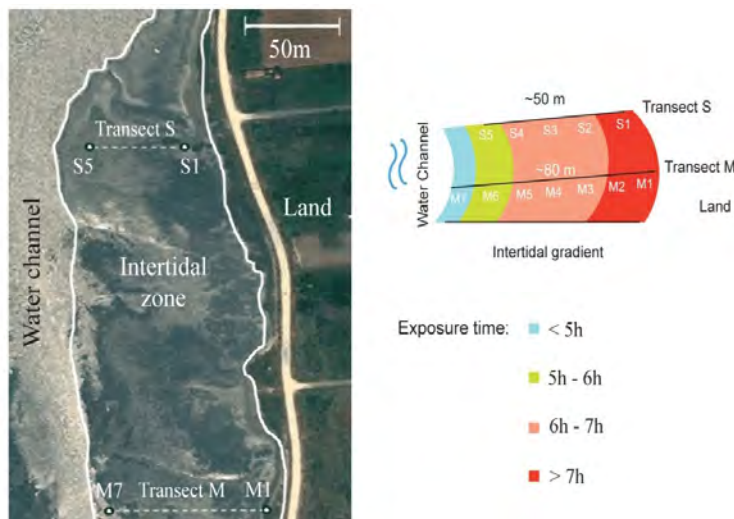 50m
Transect S
S5
S1
Land
Water channel
Intertidal
zone
M7
Transect M
M1
~50 m
Transect S
S5
S4
S3
S2
S1
~80 m
Transect M
M7
M6
M5
M4
M3
M2
M1
Water Channel
Land
Intertidal gradient
Exposure time:
< 5h
5h - 6h
6h - 7h
> 7h